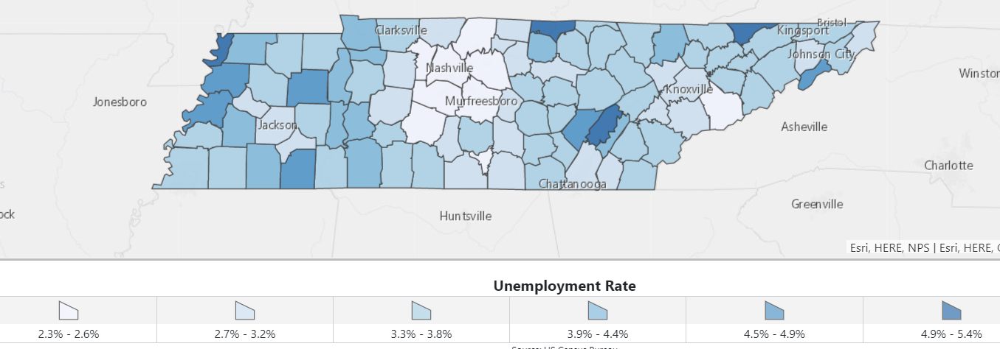 Clarksville
Bristol
Kingsport
Johnson City
Nashville
Winstor
Knoxville
Jonesboro
Murfreesboro
Jackson
Asheville
Charlotte
Chattanooga
Greenville
ock
Huntsville
Esri, HERE, NPS | Esri, HERE,
Unemployment Rate
2.3% - 2.6%
2.7% - 3.2%
3.3% - 3.8%
3.9% - 4.4%
4.5% - 4.9%
4.9% - 5.4%